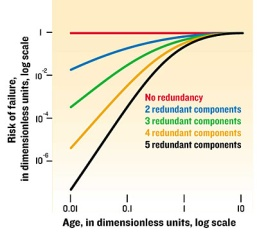 Risk of failure,
in dimensionless units, log scale
1
10-2
10-4
10-6
No redundancy
2 redundant components
3 redundant components
4 redundant components
5 redundant components
0.01
0.1
1
10
Age, in dimensionless units, log scale